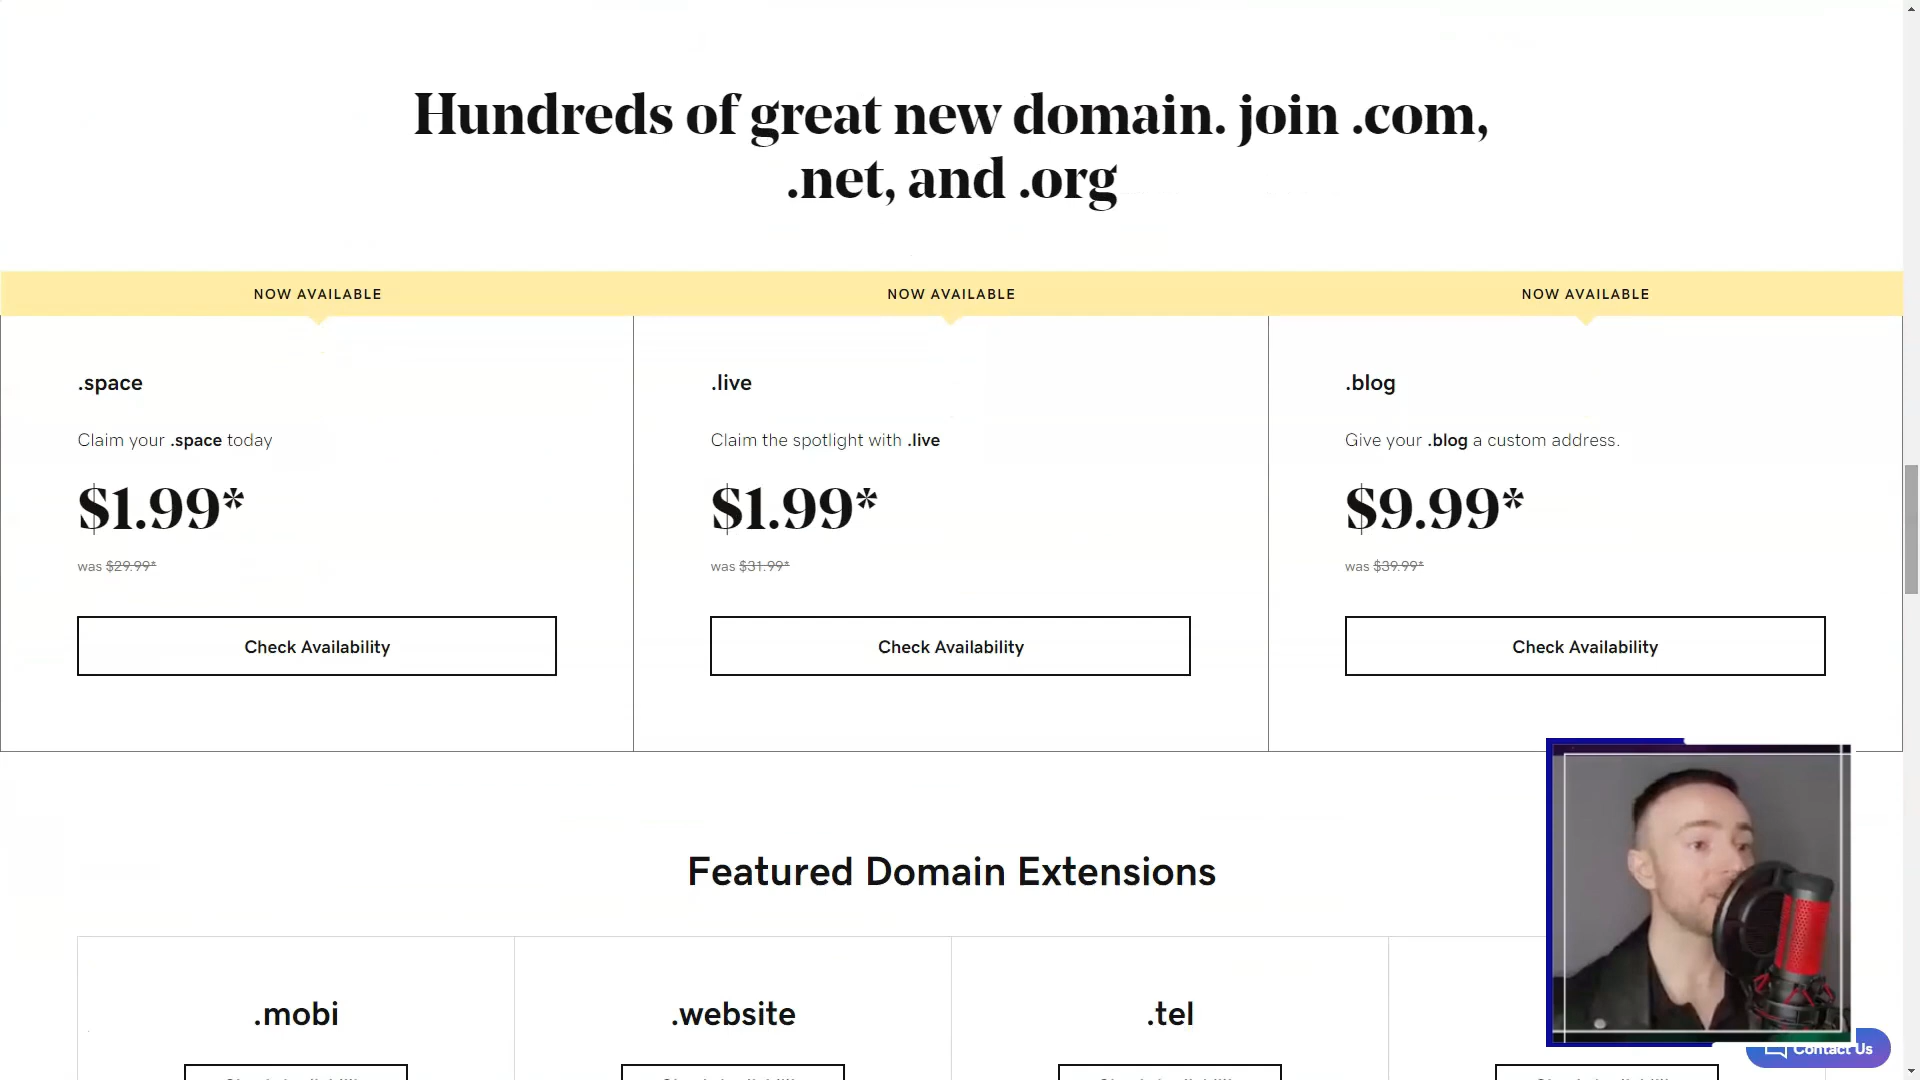 Hundreds of great new domain. join .com,
.net, and .org
NOW AVAILABLE
NOW AVAILABLE
NOW AVAILABLE
.space
Claim your .space today
$1.99*
was $29.99*
Check Availability
.live
Claim the spotlight with .live
$1.99*
was $31.99*
Check Availability
.blog
Give your .blog a custom address.
$9.99*
was $39.99*
Check Availability
Featured Domain Extensions
.mobi
.website
.tel
Contact Us